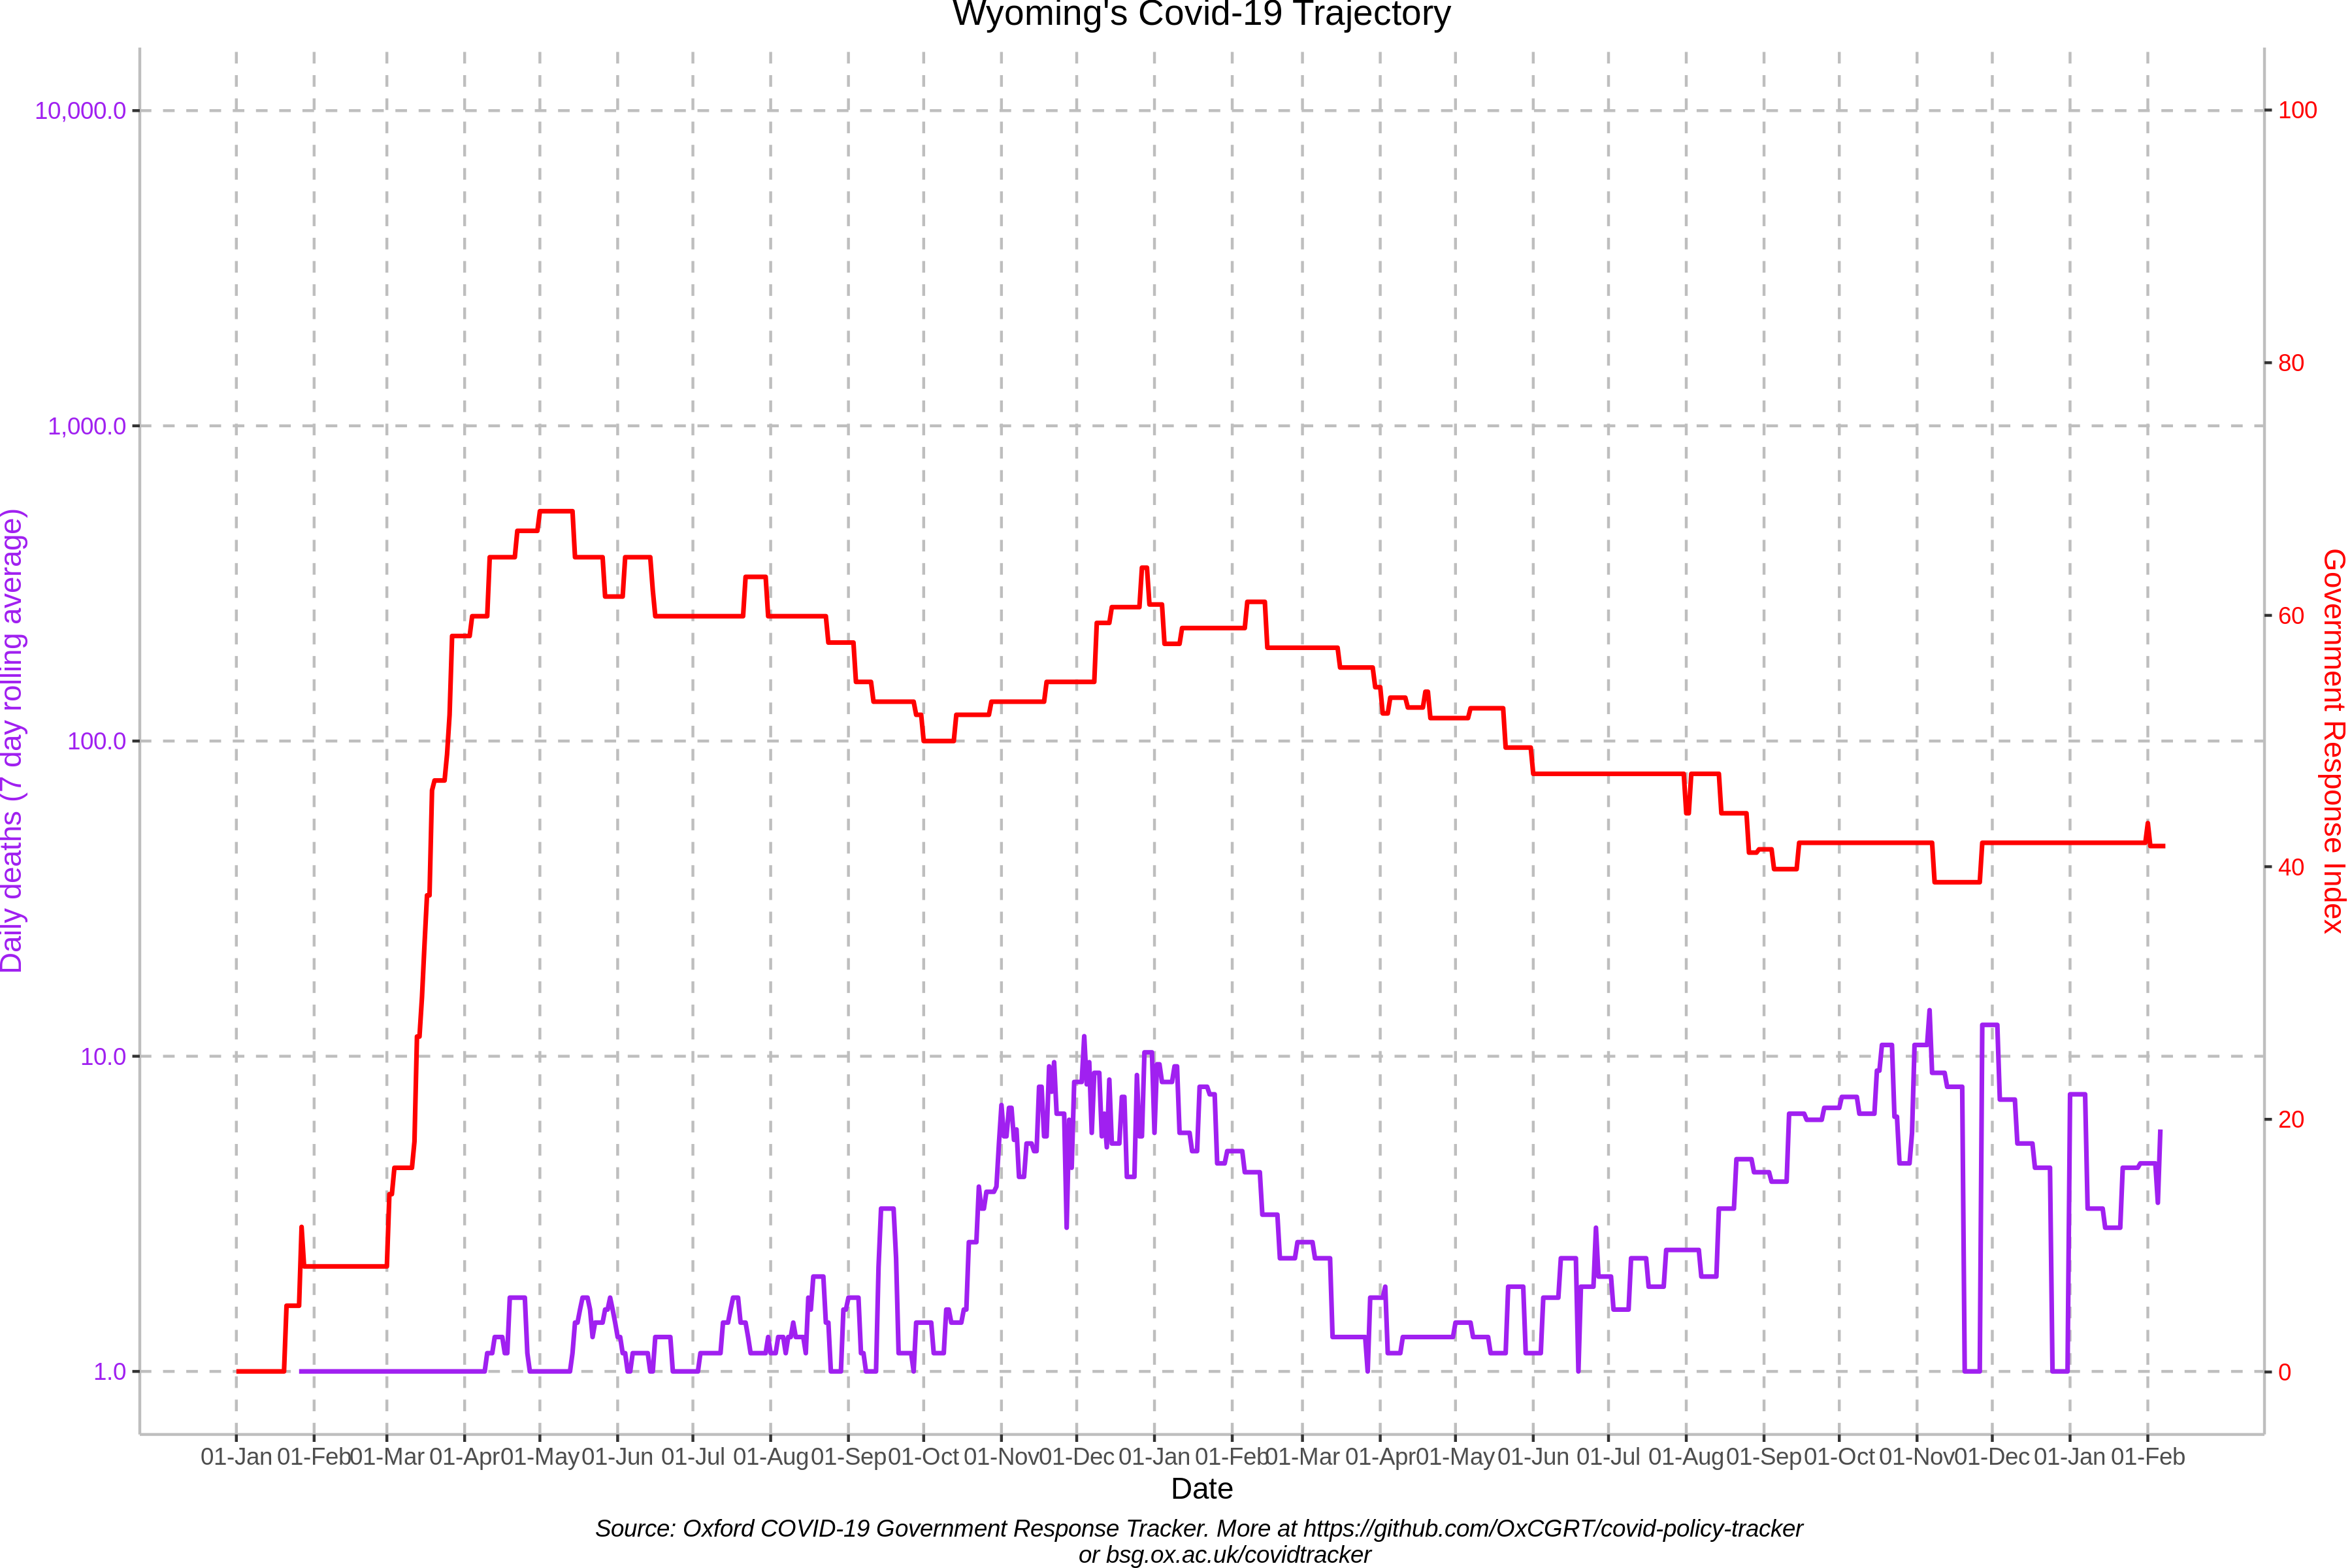 Wyoming's Covid-19 Trajectory
10,000.0
1,000.0
100.0
10.0
1.0
Daily deaths (7 day rolling average)
100
80
60
40
20
0
Government Response Index
01-Jan 01-Feb 01-Mar 01-Apr 01-May 01-Jun 01-Jul 01-Aug 01-Sep 01-Oct 01-Nov 01-Dec 01-Jan 01-Feb 01-Mar 01-Apr 01-May 01-Jun 01-Jul 01-Aug 01-Sep 01-Oct 01-Nov 01-Dec 01-Jan 01-Feb
Date
Source: Oxford COVID-19 Government Response Tracker. More at https://github.com/OxCGRT/covid-policy-tracker
or bsg.ox.ac.uk/covidtracker